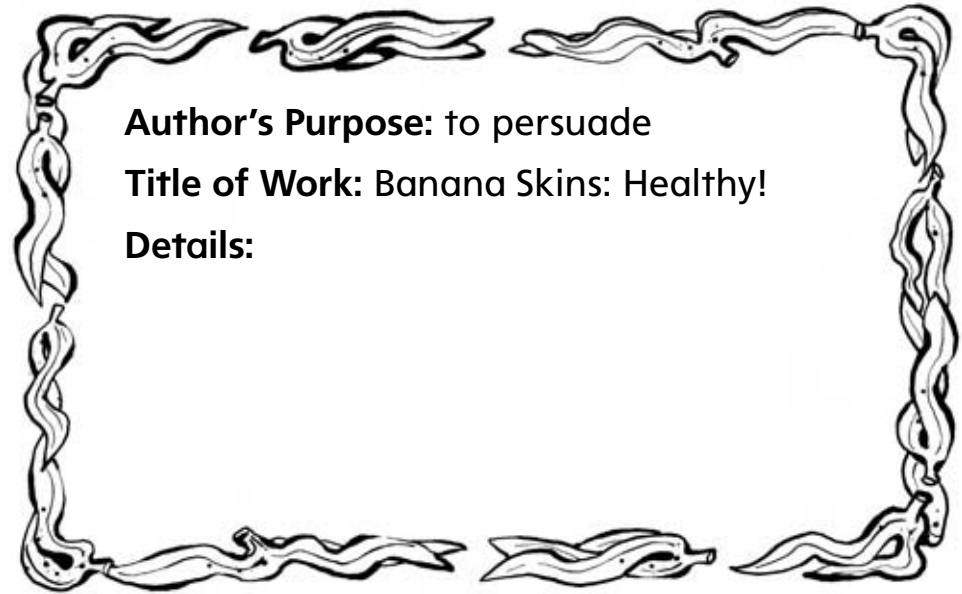 Author's Purpose: to persuade
Title of Work: Banana Skins: Healthy!
Details: